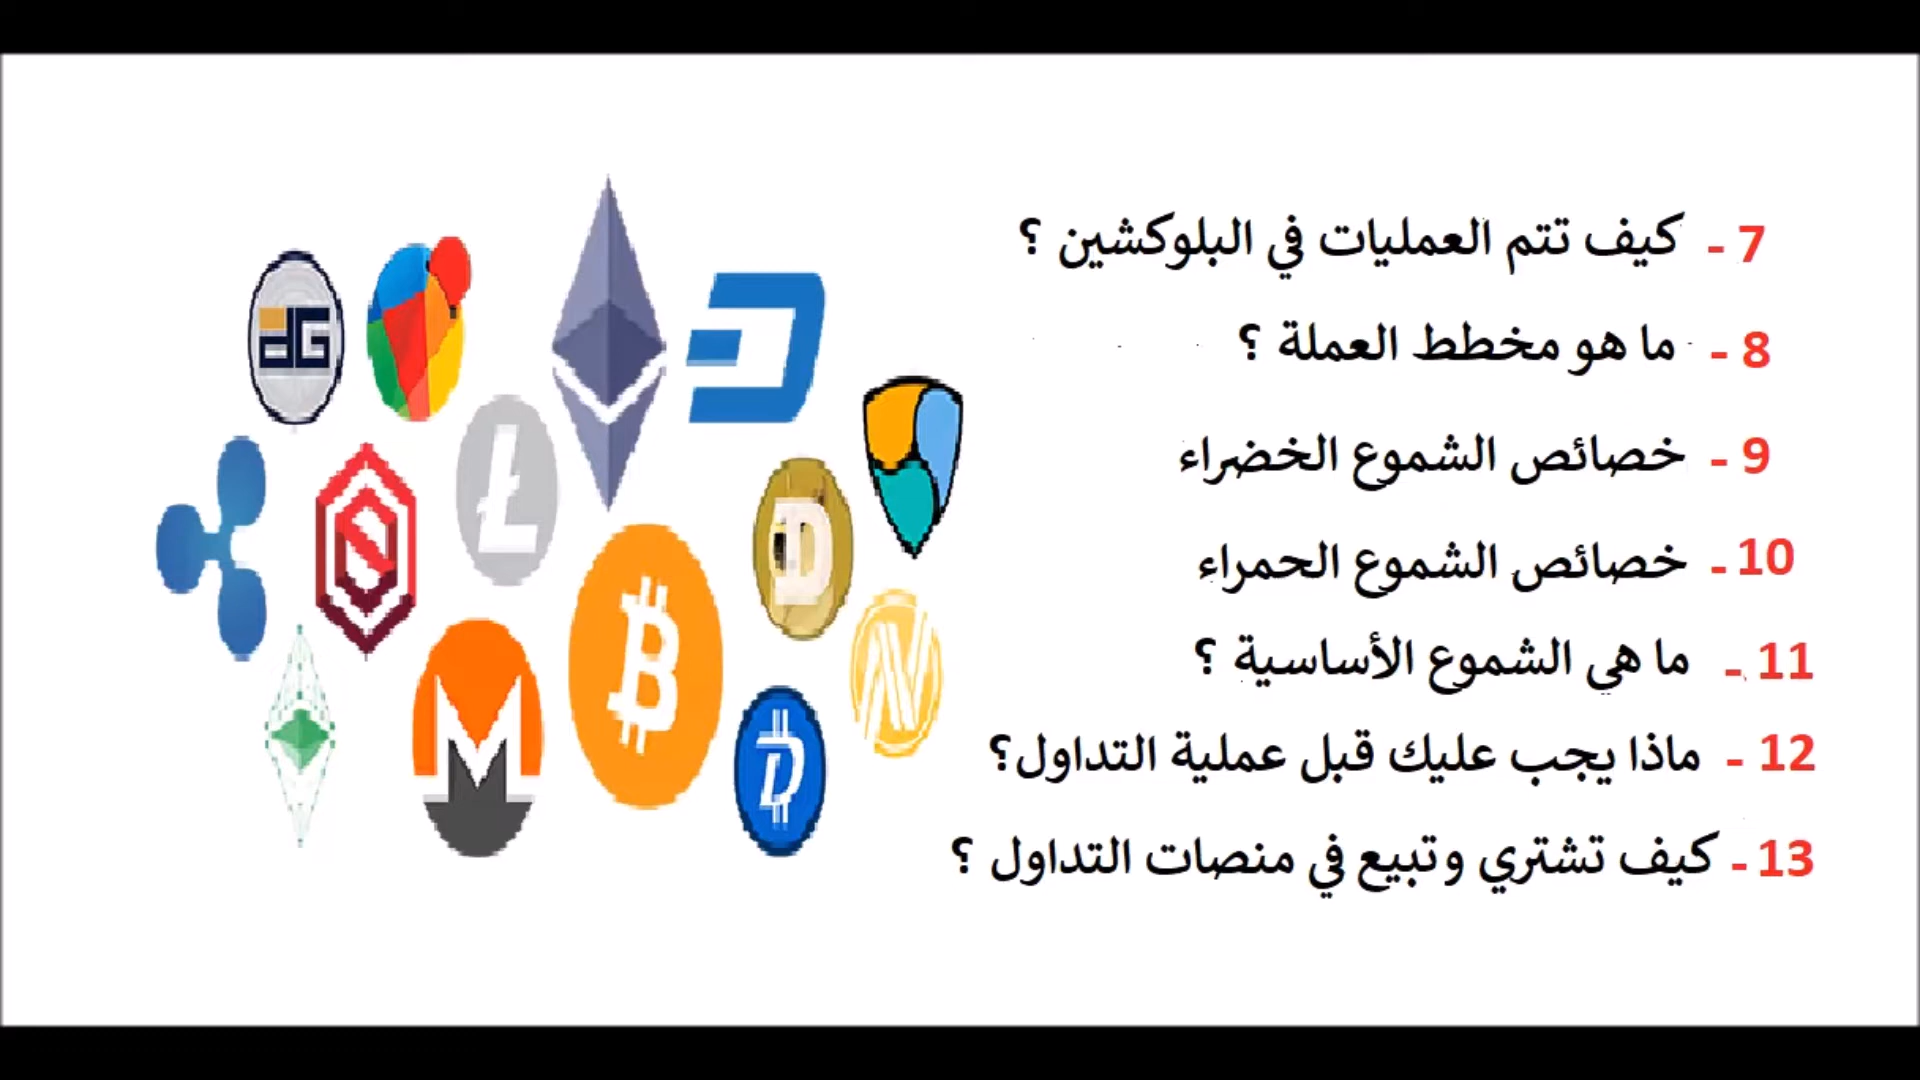 7 - كيف تتم العمليات في البلوكشين ؟
8 - ما هو مخطط العملة ؟
9 - خصائص الشموع الخضراء
10 - خصائص الشموع الحمراء
11 - ما هي الشموع الأساسية ؟
12 - ماذا يجب عليك قبل عملية التداول؟
13 - كيف تشتري وتبيع في منصات التداول ؟